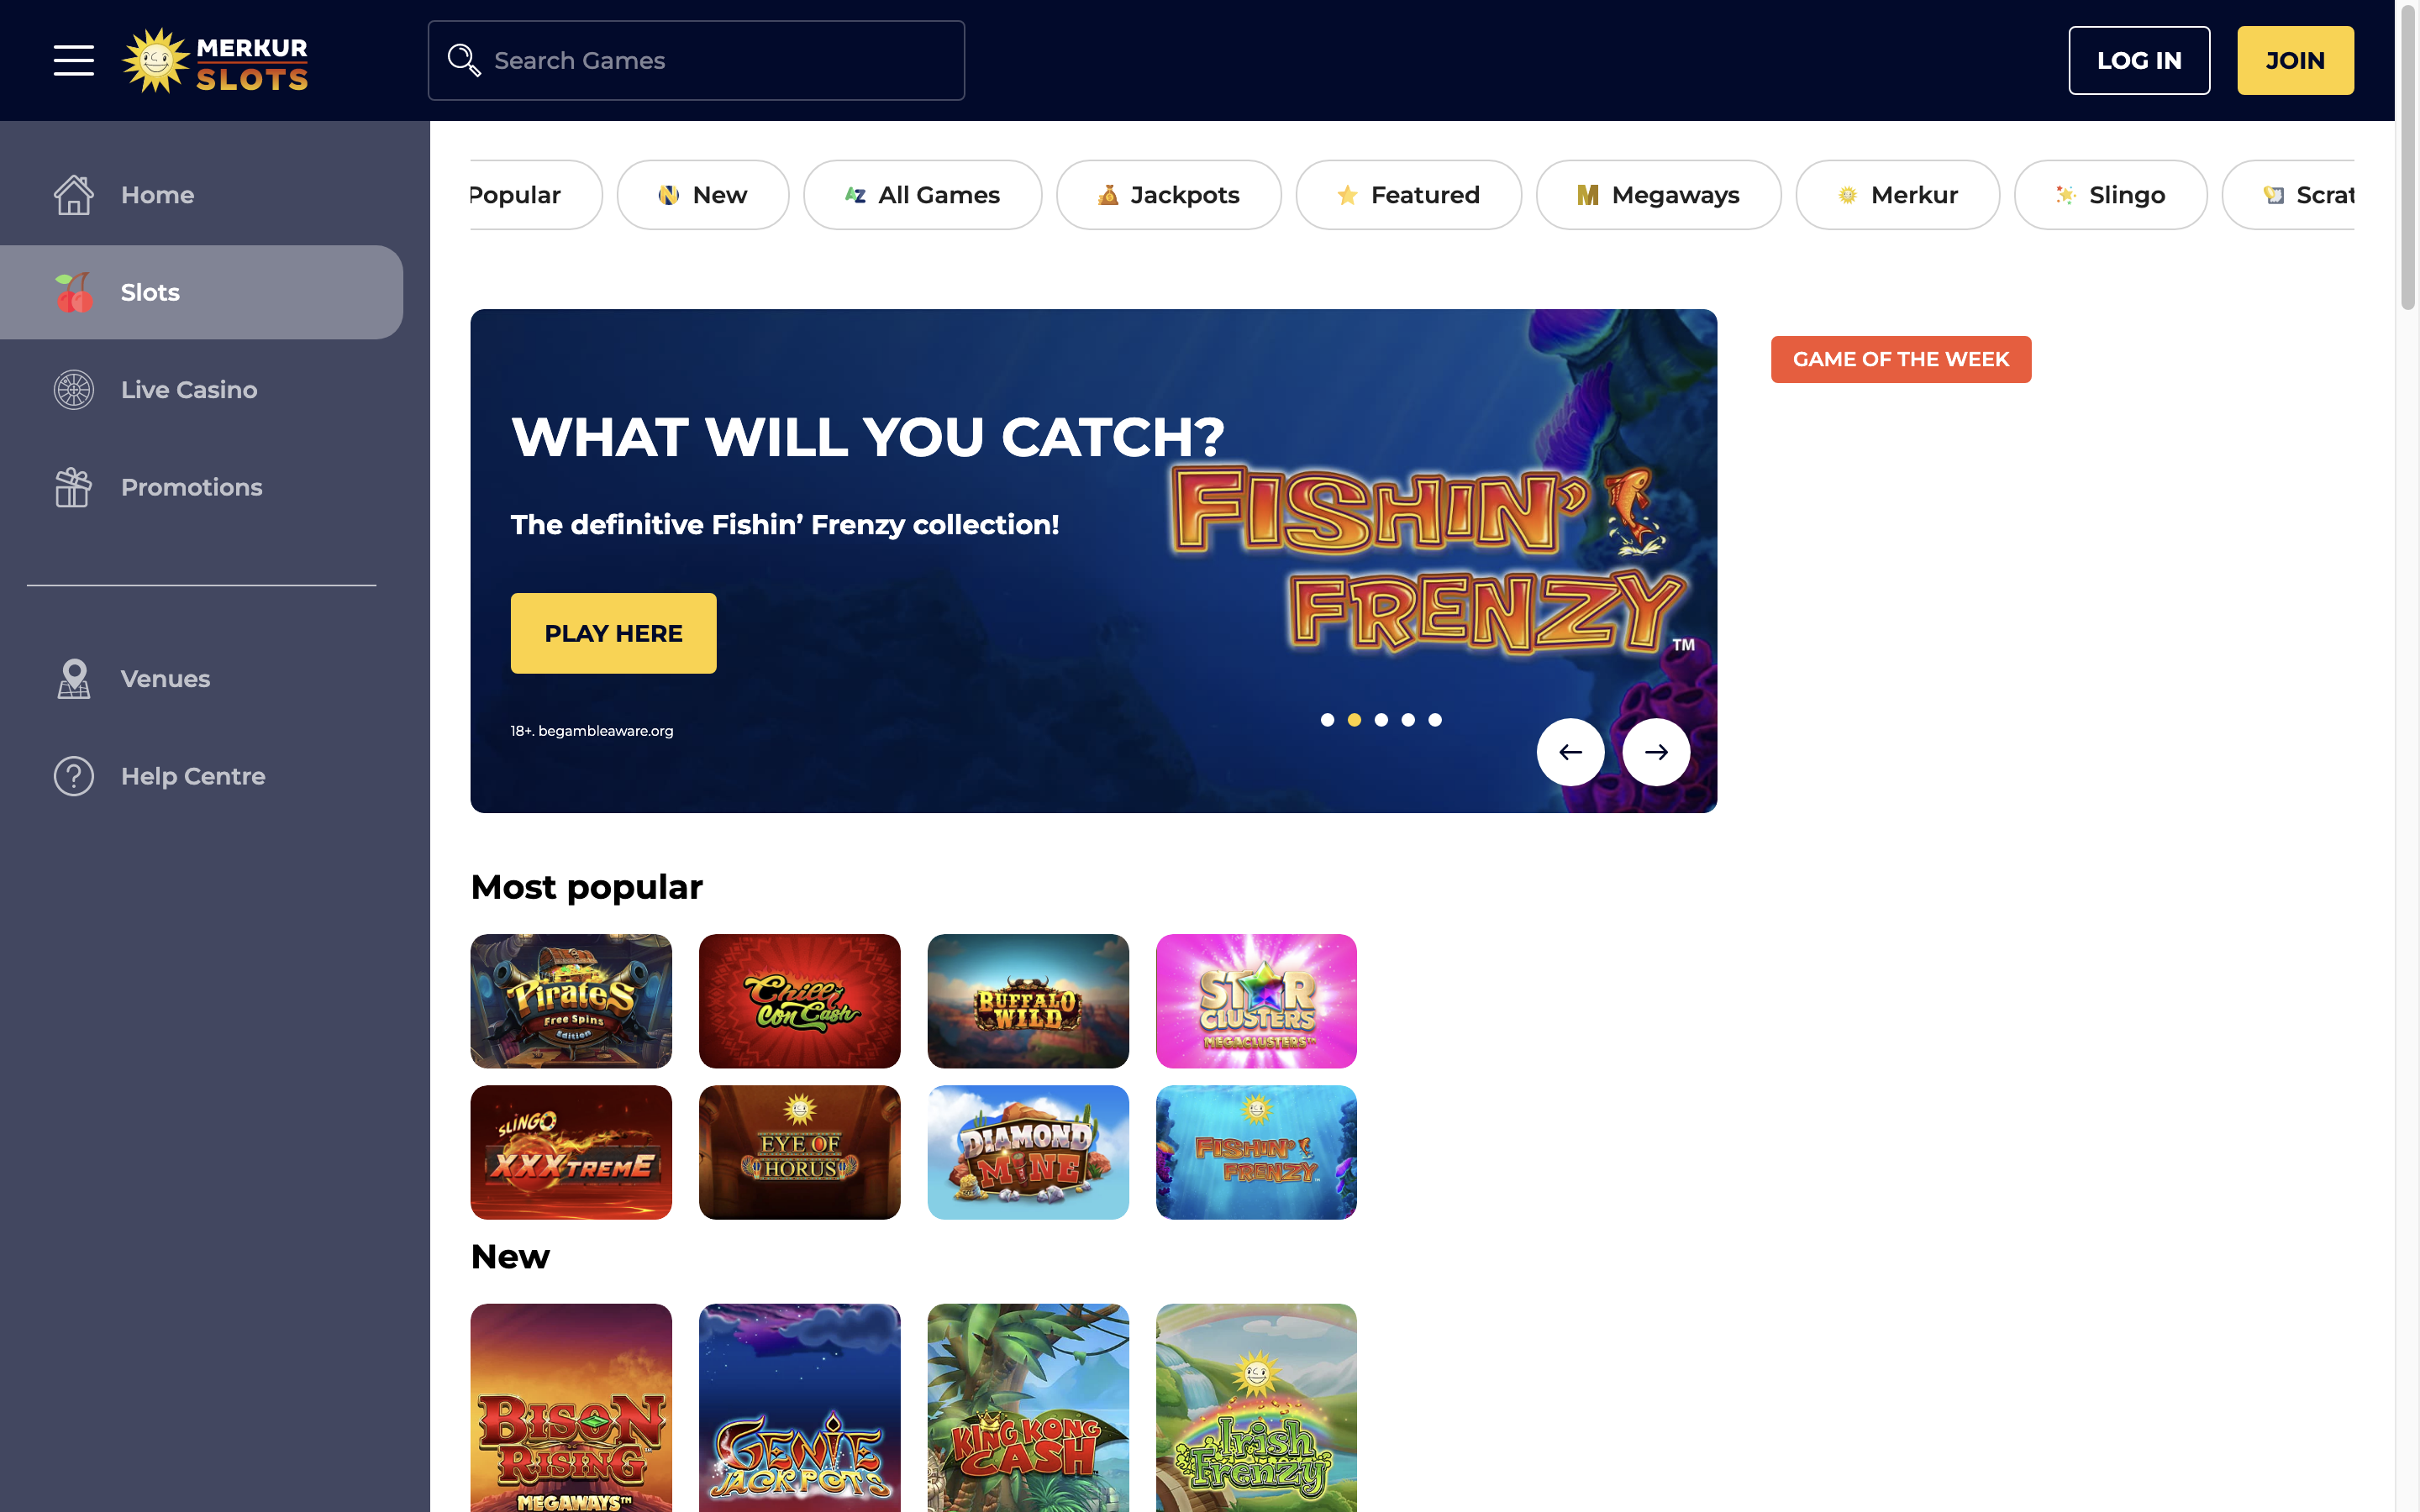 MERKUR
SLOTS
Search Games
LOG IN
JOIN
Home
Slots
Live Casino
Promotions
Venues
Help Centre
Popular
N New
AZ All Games
Jackpots
Featured
M Megaways
Merkur
Slingo
Scrat
WHAT WILL YOU CATCH?
The definitive Fishin’ Frenzy collection!
PLAY HERE
18+. begambleaware.org
FISHIN’
FRENZY™
GAME OF THE WEEK
Most popular
Pirates
Free Spins
Edition
Chilli
Con Cash
BUFFALO
WILD
STAR
CLUSTERS
MEGACLUSTERS™
SLINGO
XXXTREME
EYE OF
HORUS
DIAMOND
MINE
FISHIN’
FRENZY
New
BISON
RISING
MEGAWAYS™
GENIE
JACKPOTS
KING KONG
CASH
Irish
Frenzy